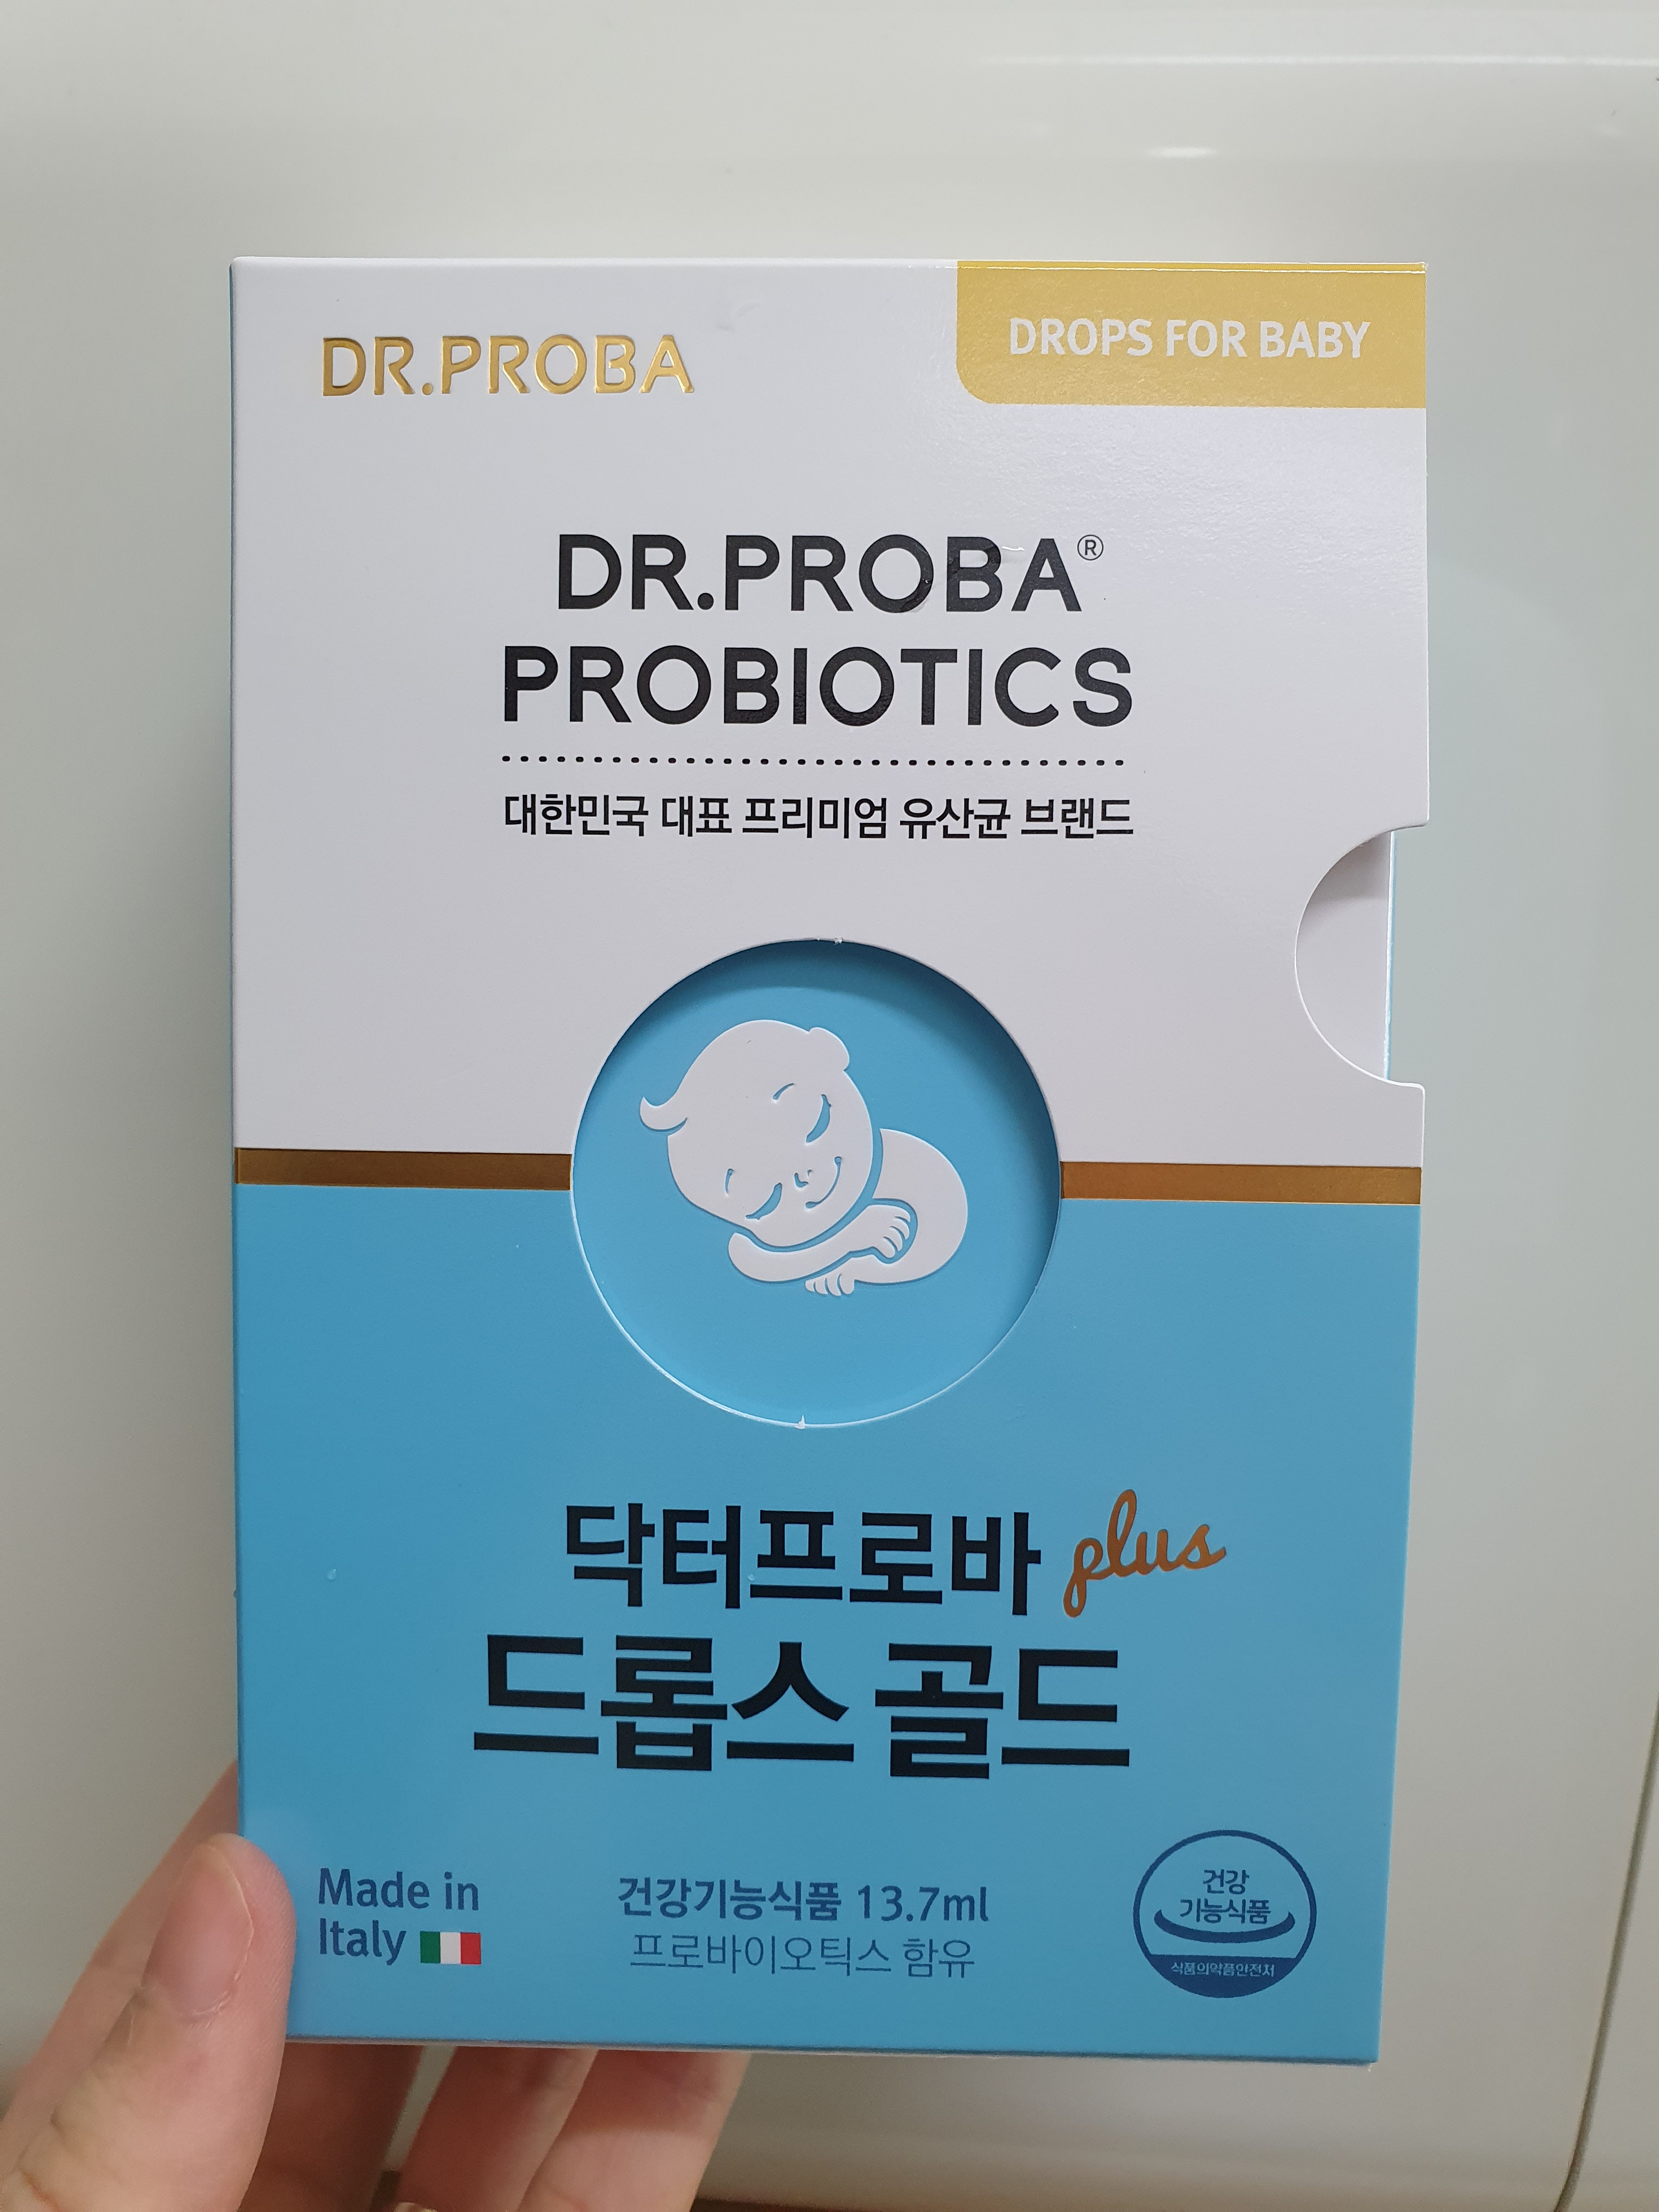 DR.PROBA
DROPS FOR BABY
DR.PROBA®
PROBIOTICS
대한민국 대표 프리미엄 유산균 브랜드
닥터프로바 plus
드롭스 골드
Made in
Italy
건강기능식품 13.7ml
프로바이오틱스 함유
건강
기능식품
식품의약품안전처